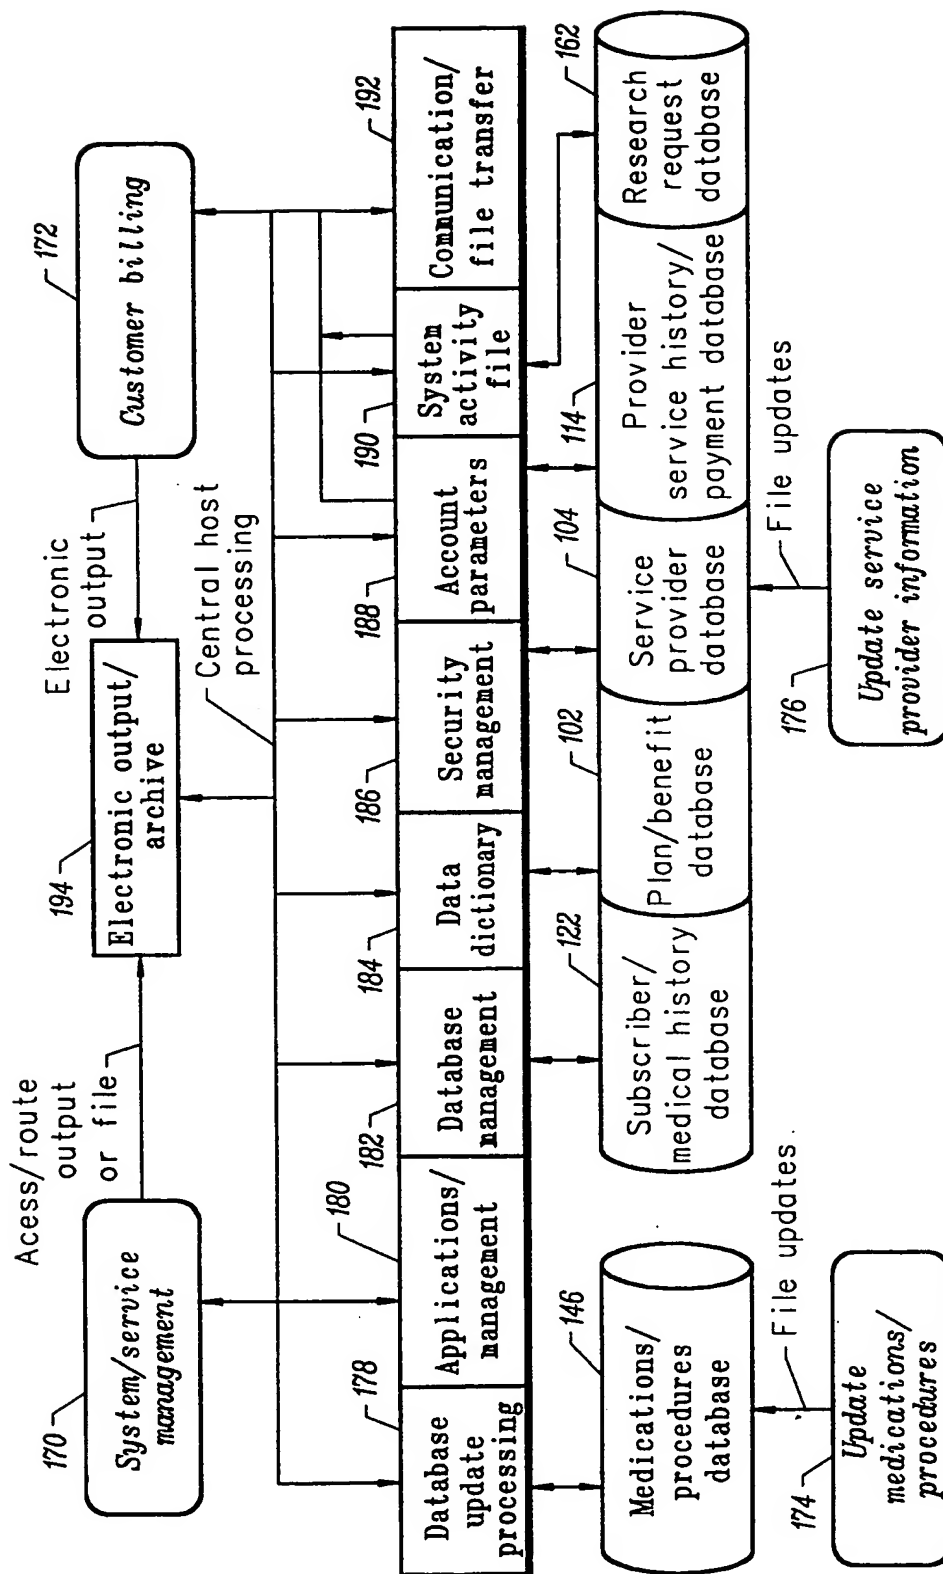 170
System/service
management
Acess/route
output
or file
194
Electronic output/
archive
Electronic
output
172
Customer billing
Central host
processing
178
Database
update
processing
180
Applications/
management
182
Database
management
184
Data
dictionary
186
Security
management
188
Account
parameters
190
System
activity
file
192
Communication/
file transfer
146
Medications/
procedures
database
122
Subscriber/
medical history
database
102
Plan/benefit
database
104
Service
provider
database
114
Provider
service history/
payment database
162
Research
request
database
File updates
174
Update
medications/
procedures
File updates
176
Update service
provider information